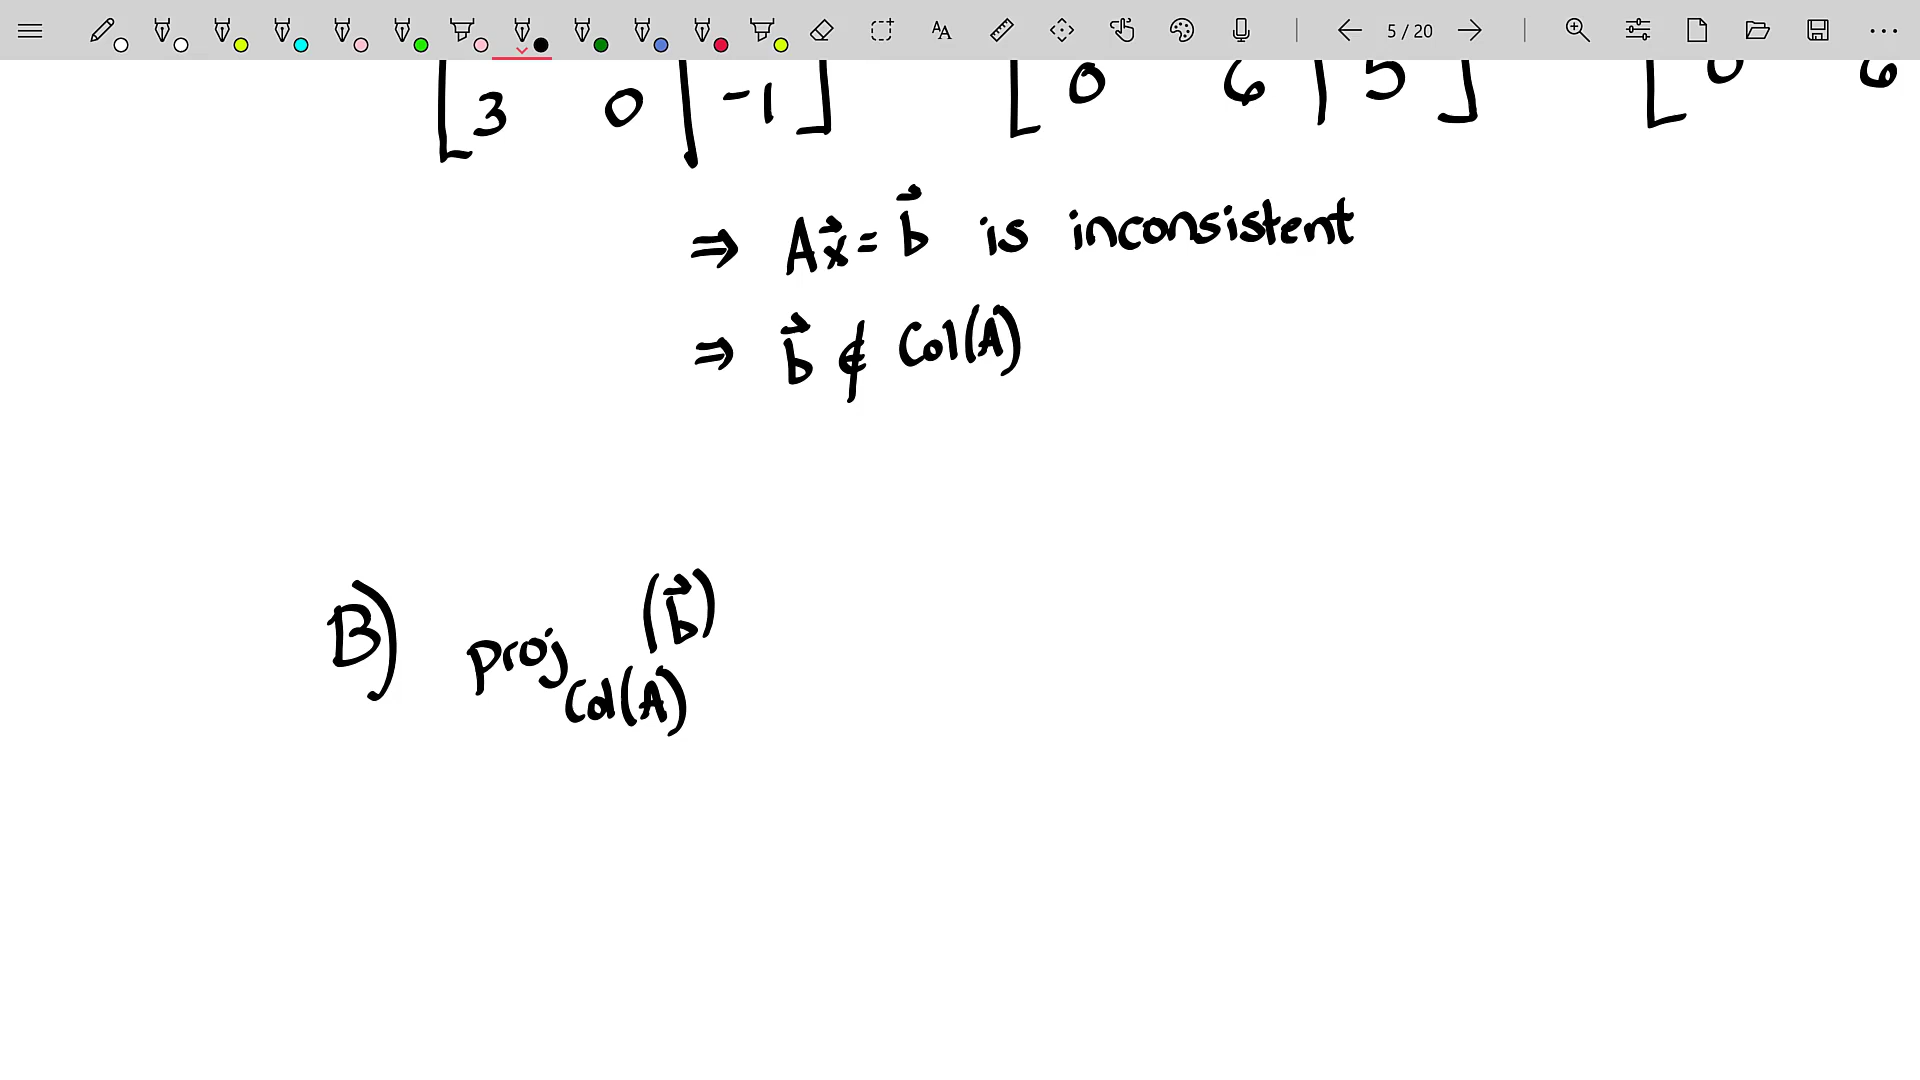 5 / 20
[3 0 | -1] [0 6 | 5] [0 6
⇒ Ax⃗ = b⃗ is inconsistent
⇒ b⃗ ∉ Col(A)
B) proj_Col(A) (b⃗)